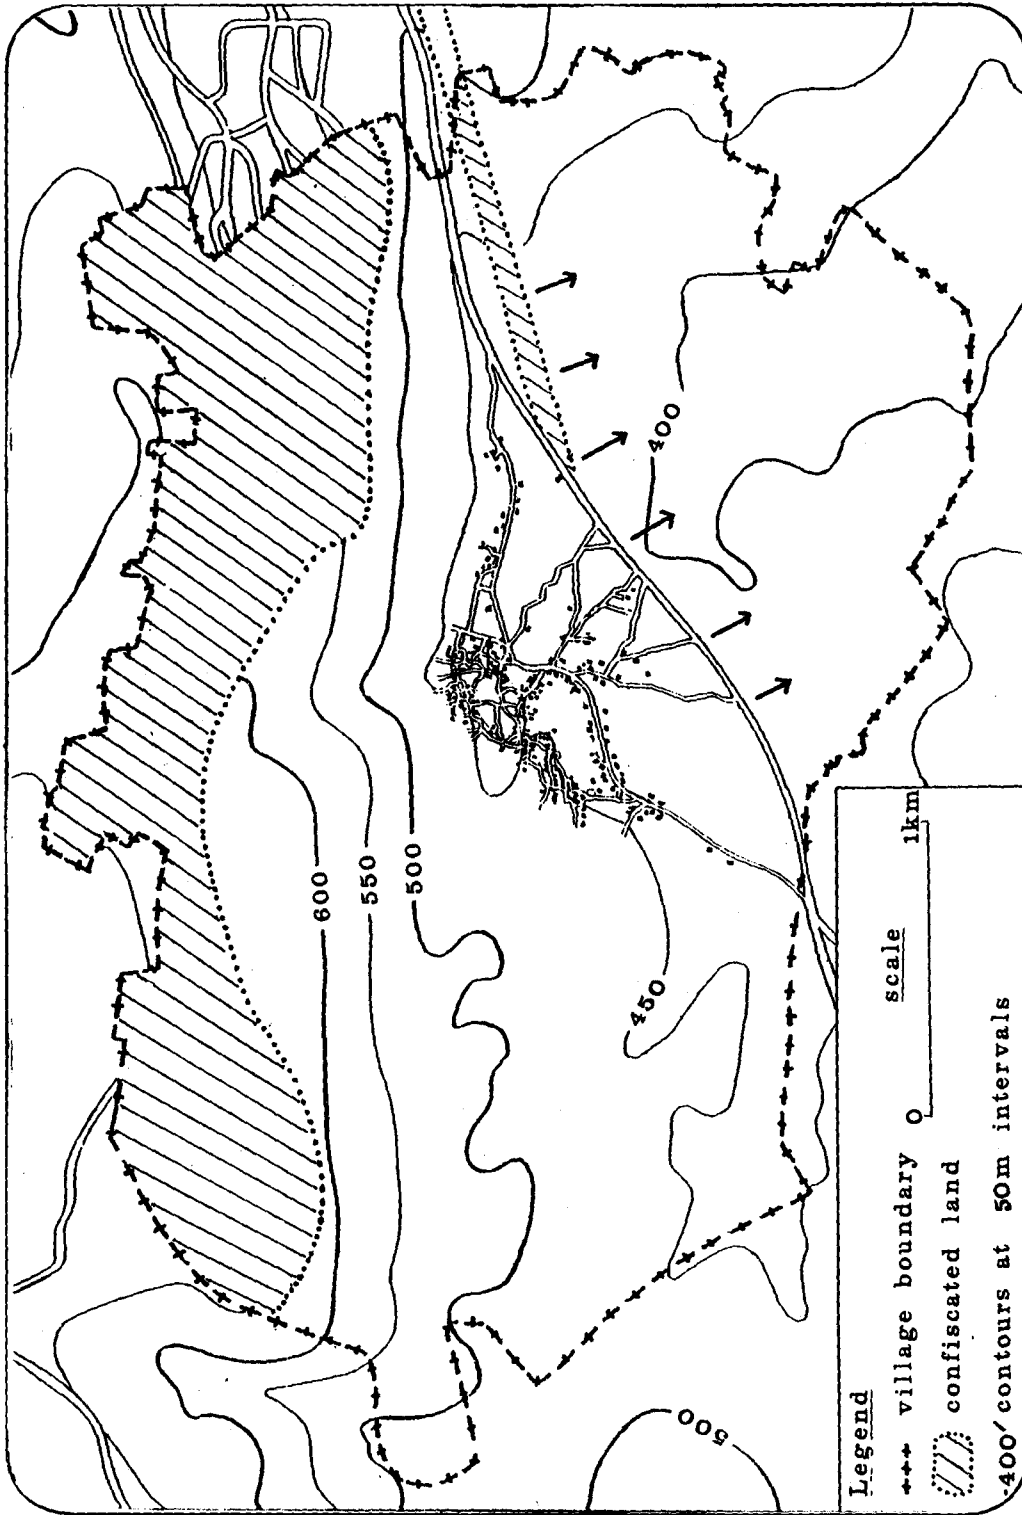 600
550
500
450
400
500
Legend
village boundary
confiscated land
-400′ contours at 50m intervals
scale
0 1km